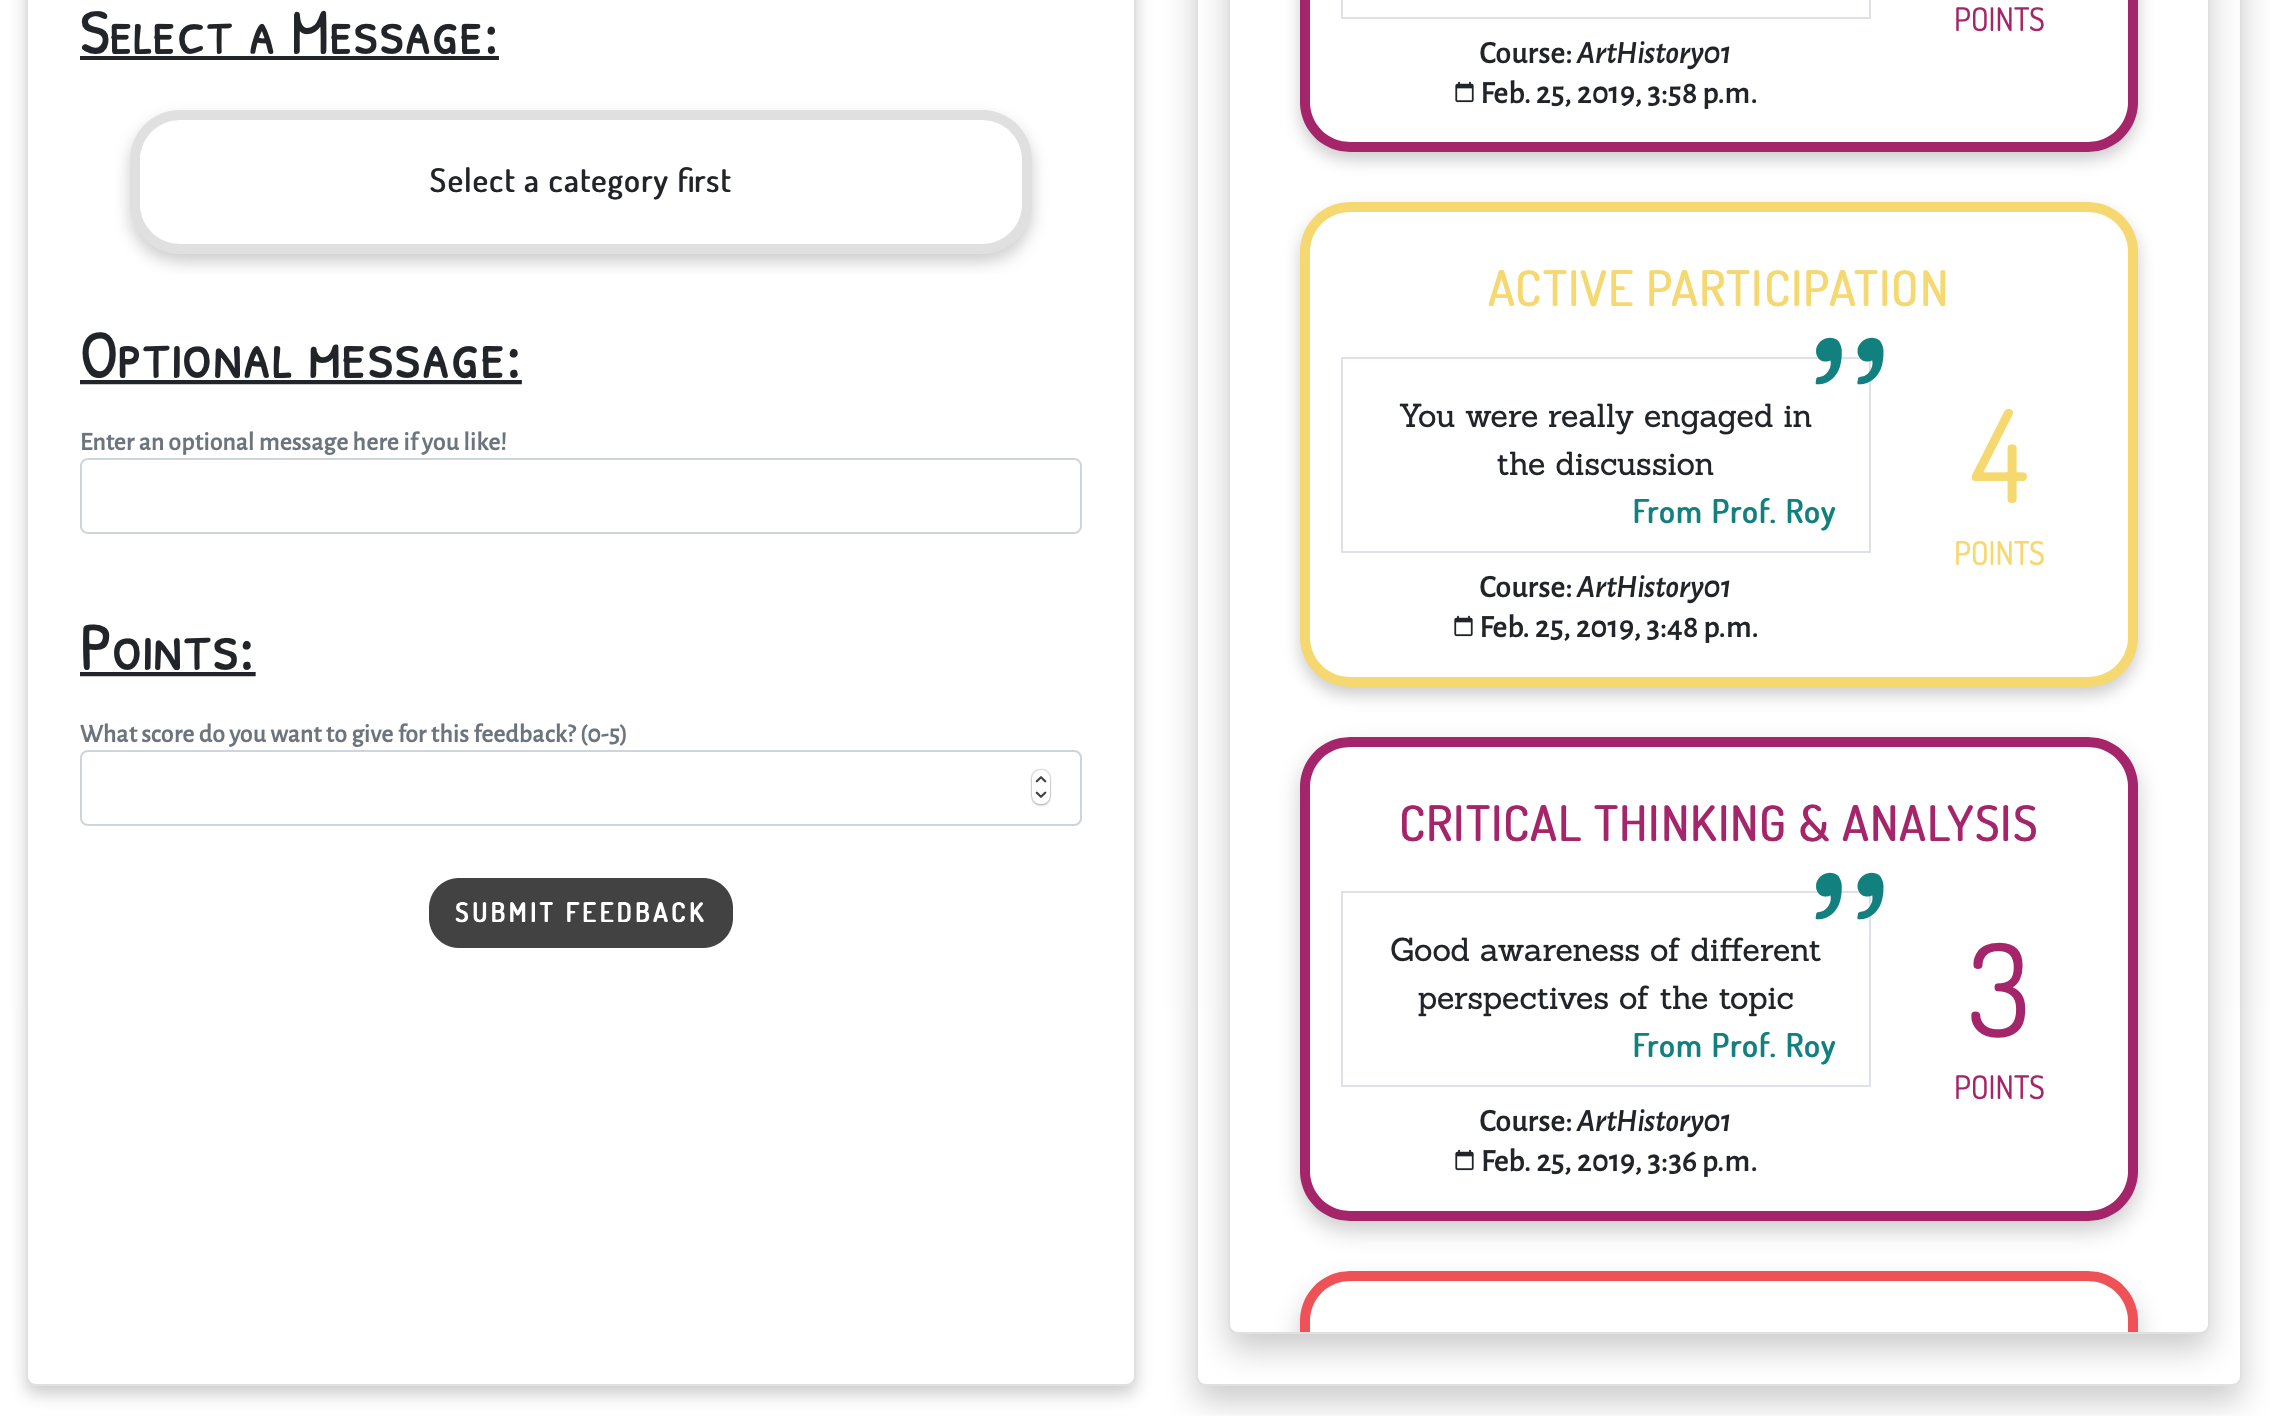 Select a Message:
Select a category first
Optional message:
Enter an optional message here if you like!
Points:
What score do you want to give for this feedback? (0-5)
SUBMIT FEEDBACK
POINTS
Course: ArtHistory01
Feb. 25, 2019, 3:58 p.m.
ACTIVE PARTICIPATION
”
You were really engaged in
the discussion
From Prof. Roy
4
POINTS
Course: ArtHistory01
Feb. 25, 2019, 3:48 p.m.
CRITICAL THINKING & ANALYSIS
”
Good awareness of different
perspectives of the topic
From Prof. Roy
3
POINTS
Course: ArtHistory01
Feb. 25, 2019, 3:36 p.m.